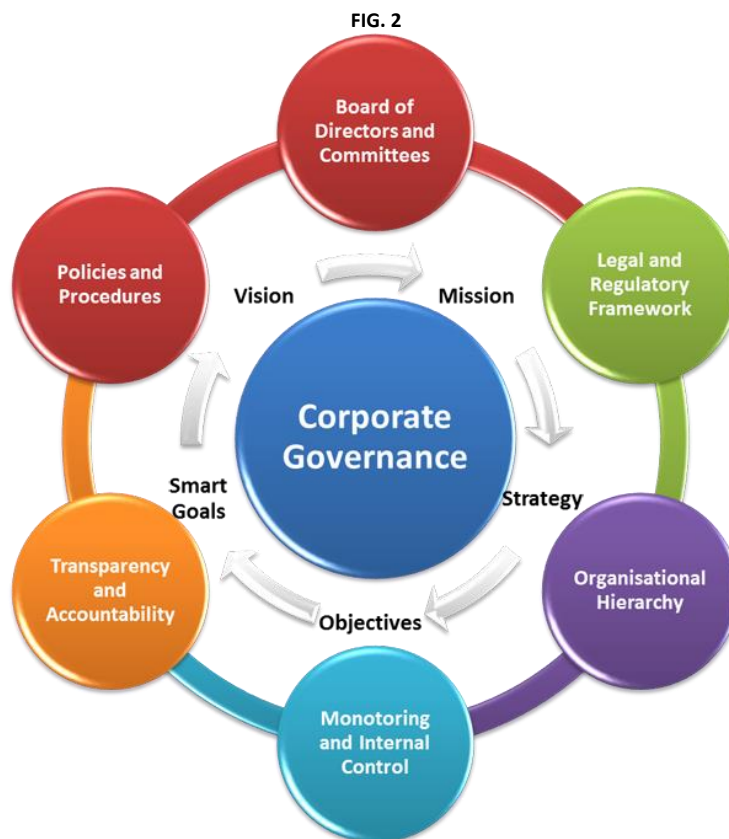 FIG. 2
Board of
Directors and
Committees
Legal and
Regulatory
Framework
Organisational
Hierarchy
Monotoring
and Internal
Control
Transparency
and
Accountability
Policies and
Procedures
Vision
Mission
Strategy
Objectives
Smart
Goals
Corporate
Governance